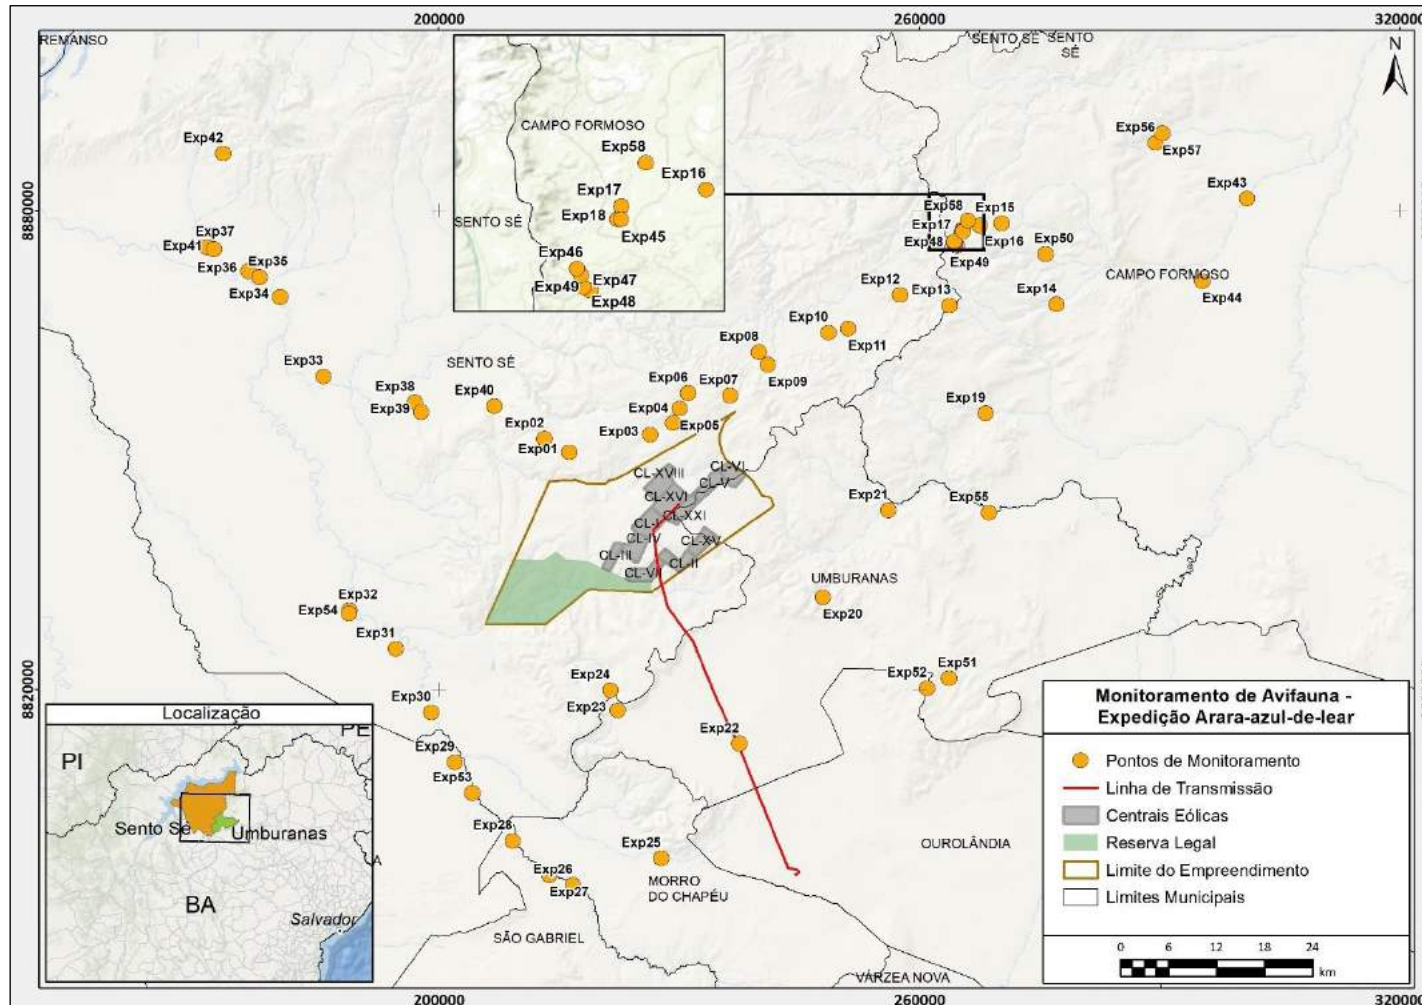 200000
260000
320000
REMANSO
SENTO SÉ
SENTO
SÉ
N
CAMPO FORMOSO
Exp58
Exp16
Exp17
Exp18
Exp45
SENTO SÉ
Exp46
Exp47
Exp49
Exp48
Exp42
Exp56
Exp57
Exp43
8880000
Exp37
Exp41
Exp36
Exp35
Exp34
Exp58
Exp15
Exp17
Exp48
Exp16
Exp49
Exp50
CAMPO FORMOSO
Exp44
Exp12
Exp13
Exp14
Exp10
Exp11
Exp08
Exp09
SENTO SÉ
Exp33
Exp38
Exp39
Exp40
Exp06
Exp07
Exp04
Exp05
Exp03
Exp02
Exp01
Exp19
CL-XVIII
CL-VI
CL-V
CL-XVI
CL-XXI
CL-I
CL-IV
CL-XV
CL-III
CL-II
CL-VII
Exp21
Exp55
UMBURANAS
Exp20
Exp32
Exp54
Exp31
8820000
Exp24
Exp23
Exp52
Exp51
Exp30
Exp22
Exp29
Exp53
Exp28
Exp25
Exp26
Exp27
MORRO
DO CHAPÉU
OUROLÂNDIA
SÃO GABRIEL
VÁRZEA NOVA
Localização
PI
PE
Sento Sé
Umburanas
A
BA
Salvador
Monitoramento de Avifauna -
Expedição Arara-azul-de-lear
Pontos de Monitoramento
Linha de Transmissão
Centrais Eólicas
Reserva Legal
Limite do Empreendimento
Limites Municipais
0 6 12 18 24
km
200000
260000
320000